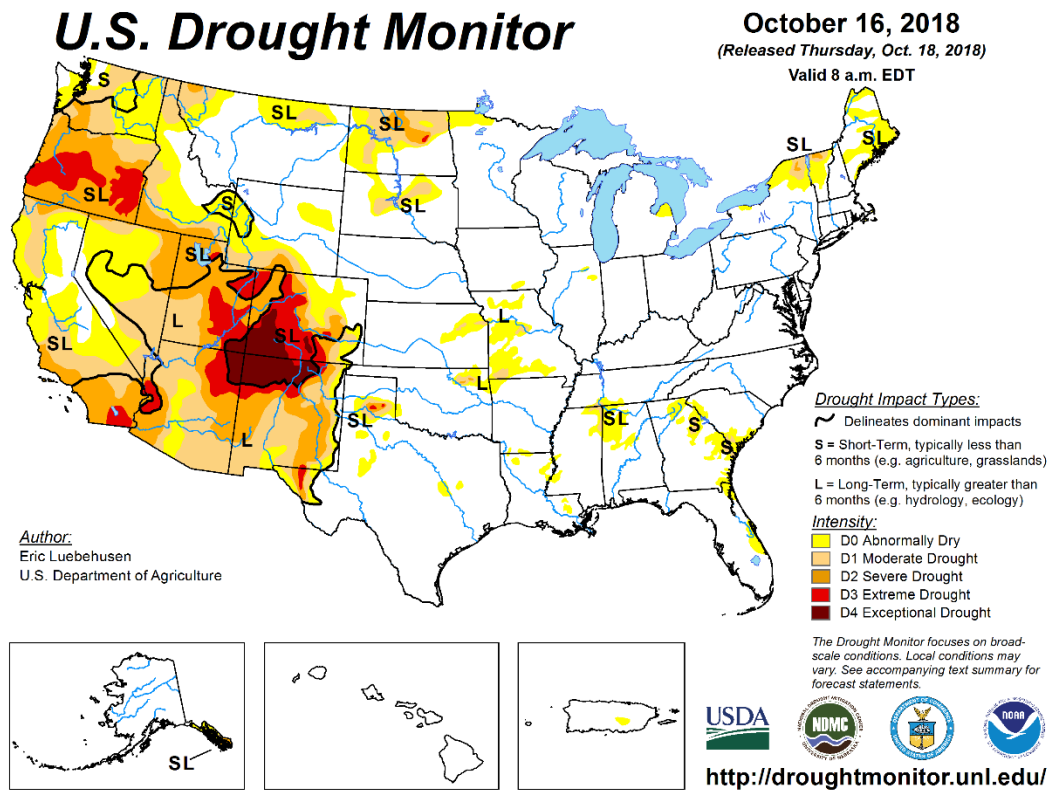 U.S. Drought Monitor
October 16, 2018
(Released Thursday, Oct. 18, 2018)
Valid 8 a.m. EDT
S
SL
SL
SL
SL
SL
SL
S
SL
SL
L
SL
SL
L
L
L
SL
SL
S
S
Drought Impact Types:
Delineates dominant impacts
S = Short-Term, typically less than
6 months (e.g. agriculture, grasslands)
L = Long-Term, typically greater than
6 months (e.g. hydrology, ecology)
Intensity:
D0 Abnormally Dry
D1 Moderate Drought
D2 Severe Drought
D3 Extreme Drought
D4 Exceptional Drought
Author:
Eric Luebehusen
U.S. Department of Agriculture
The Drought Monitor focuses on broad-
scale conditions. Local conditions may
vary. See accompanying text summary for
forecast statements.
SL
USDA
NDMC
NOAA
http://droughtmonitor.unl.edu/